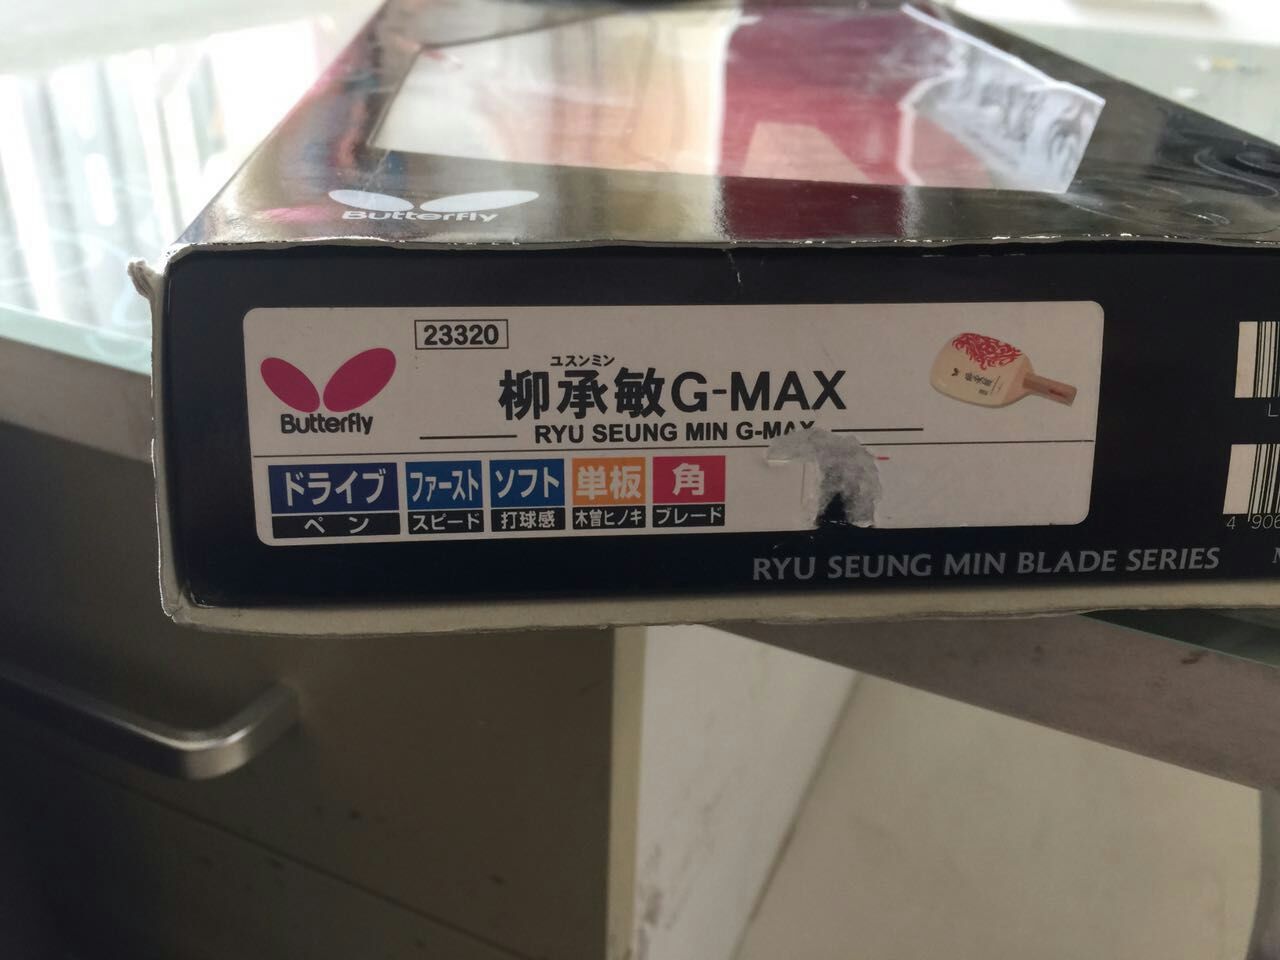 Butterfly
23320
ユスンミン
柳承敏G-MAX
Butterfly
RYU SEUNG MIN G-MAX
ドライブ ファースト ソフト 単板 角
ペン スピード 打球感 木曽ヒノキ ブレード
RYU SEUNG MIN BLADE SERIES
4 906